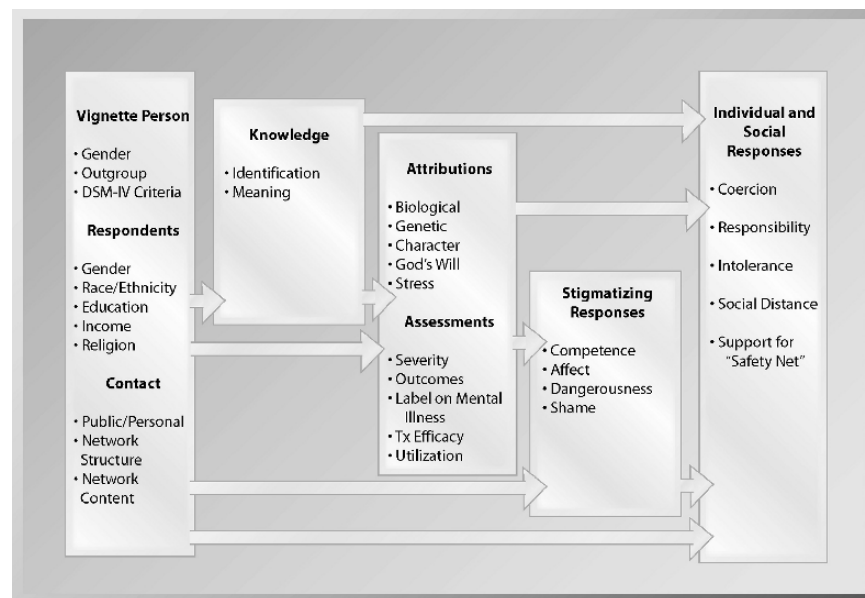 Vignette Person
• Gender
• Outgroup
• DSM-IV Criteria
Respondents
• Gender
• Race/Ethnicity
• Education
• Income
• Religion
Contact
• Public/Personal
• Network
Structure
• Network
Content
Knowledge
• Identification
• Meaning
Attributions
• Biological
• Genetic
• Character
• God's Will
• Stress
Assessments
• Severity
• Outcomes
• Label on Mental
Illness
• Tx Efficacy
• Utilization
Stigmatizing
Responses
• Competence
• Affect
• Dangerousness
• Shame
Individual and
Social
Responses
• Coercion
• Responsibility
• Intolerance
• Social Distance
• Support for
"Safety Net"